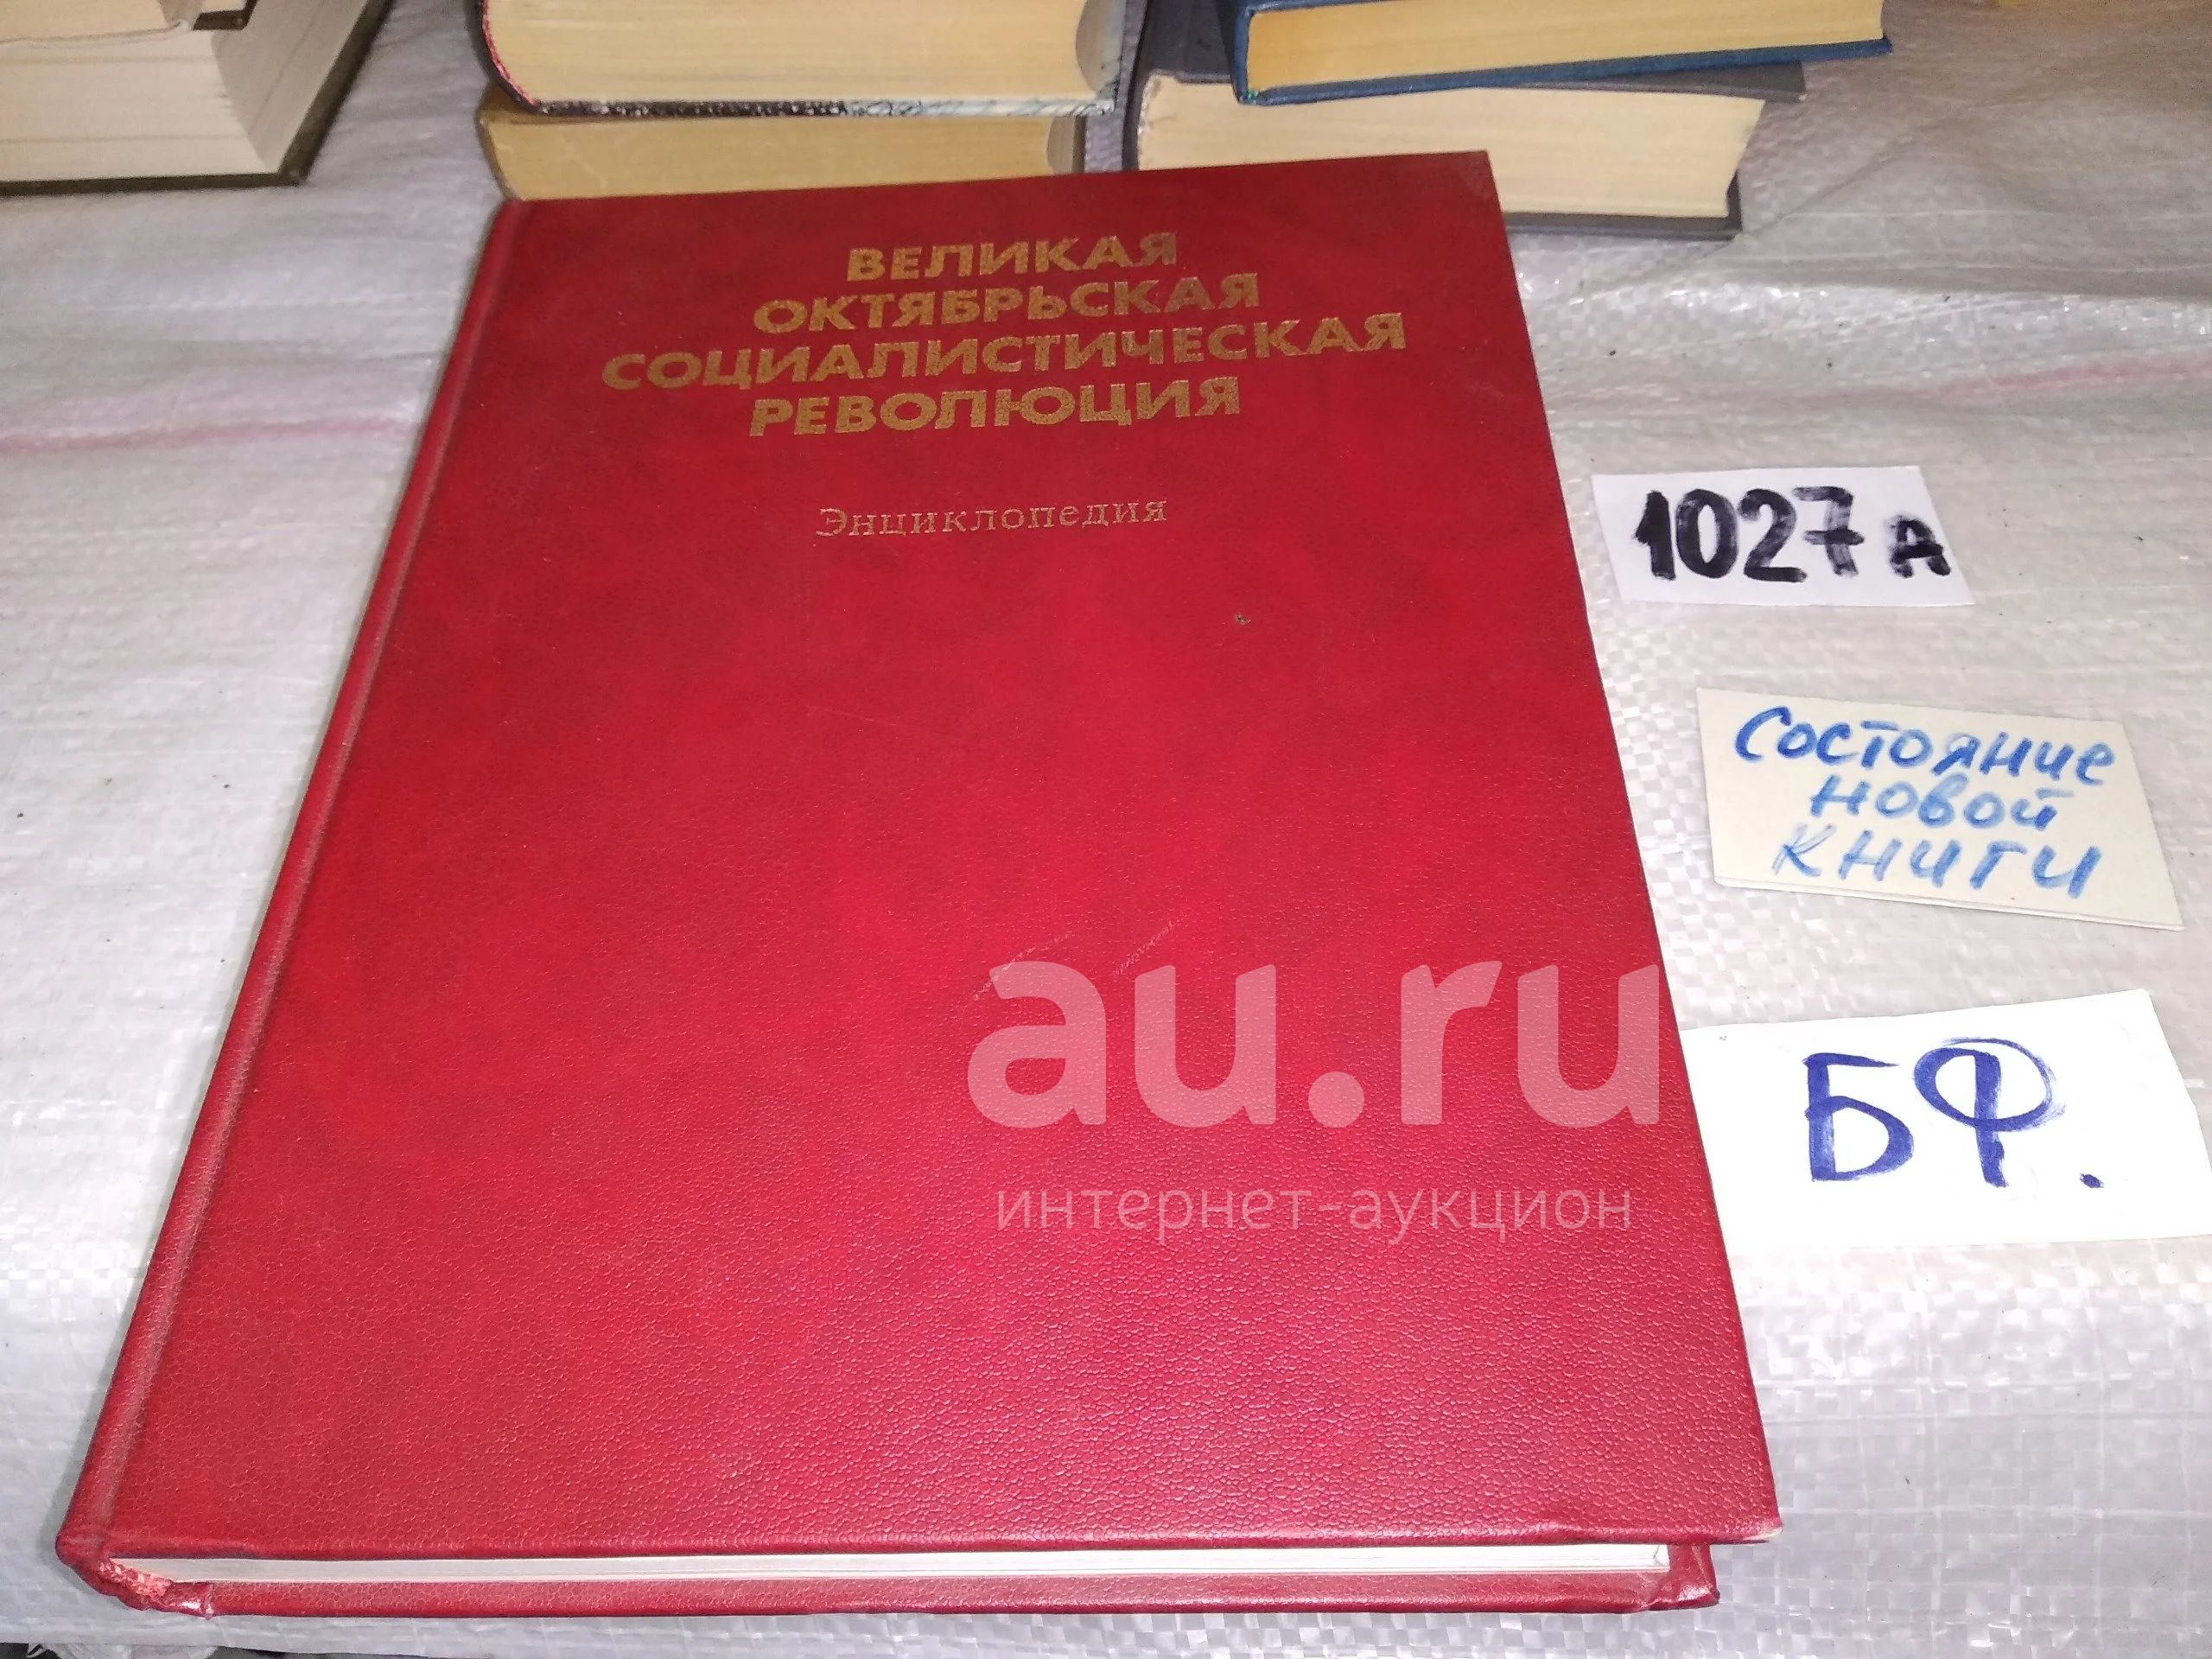 ВЕЛИКАЯ
ОКТЯБРЬСКАЯ
СОЦИАЛИСТИЧЕСКАЯ
РЕВОЛЮЦИЯ
Энциклопедия
1027 А
Состояние
новой
книги
БФ.
au.ru
интернет-аукцион